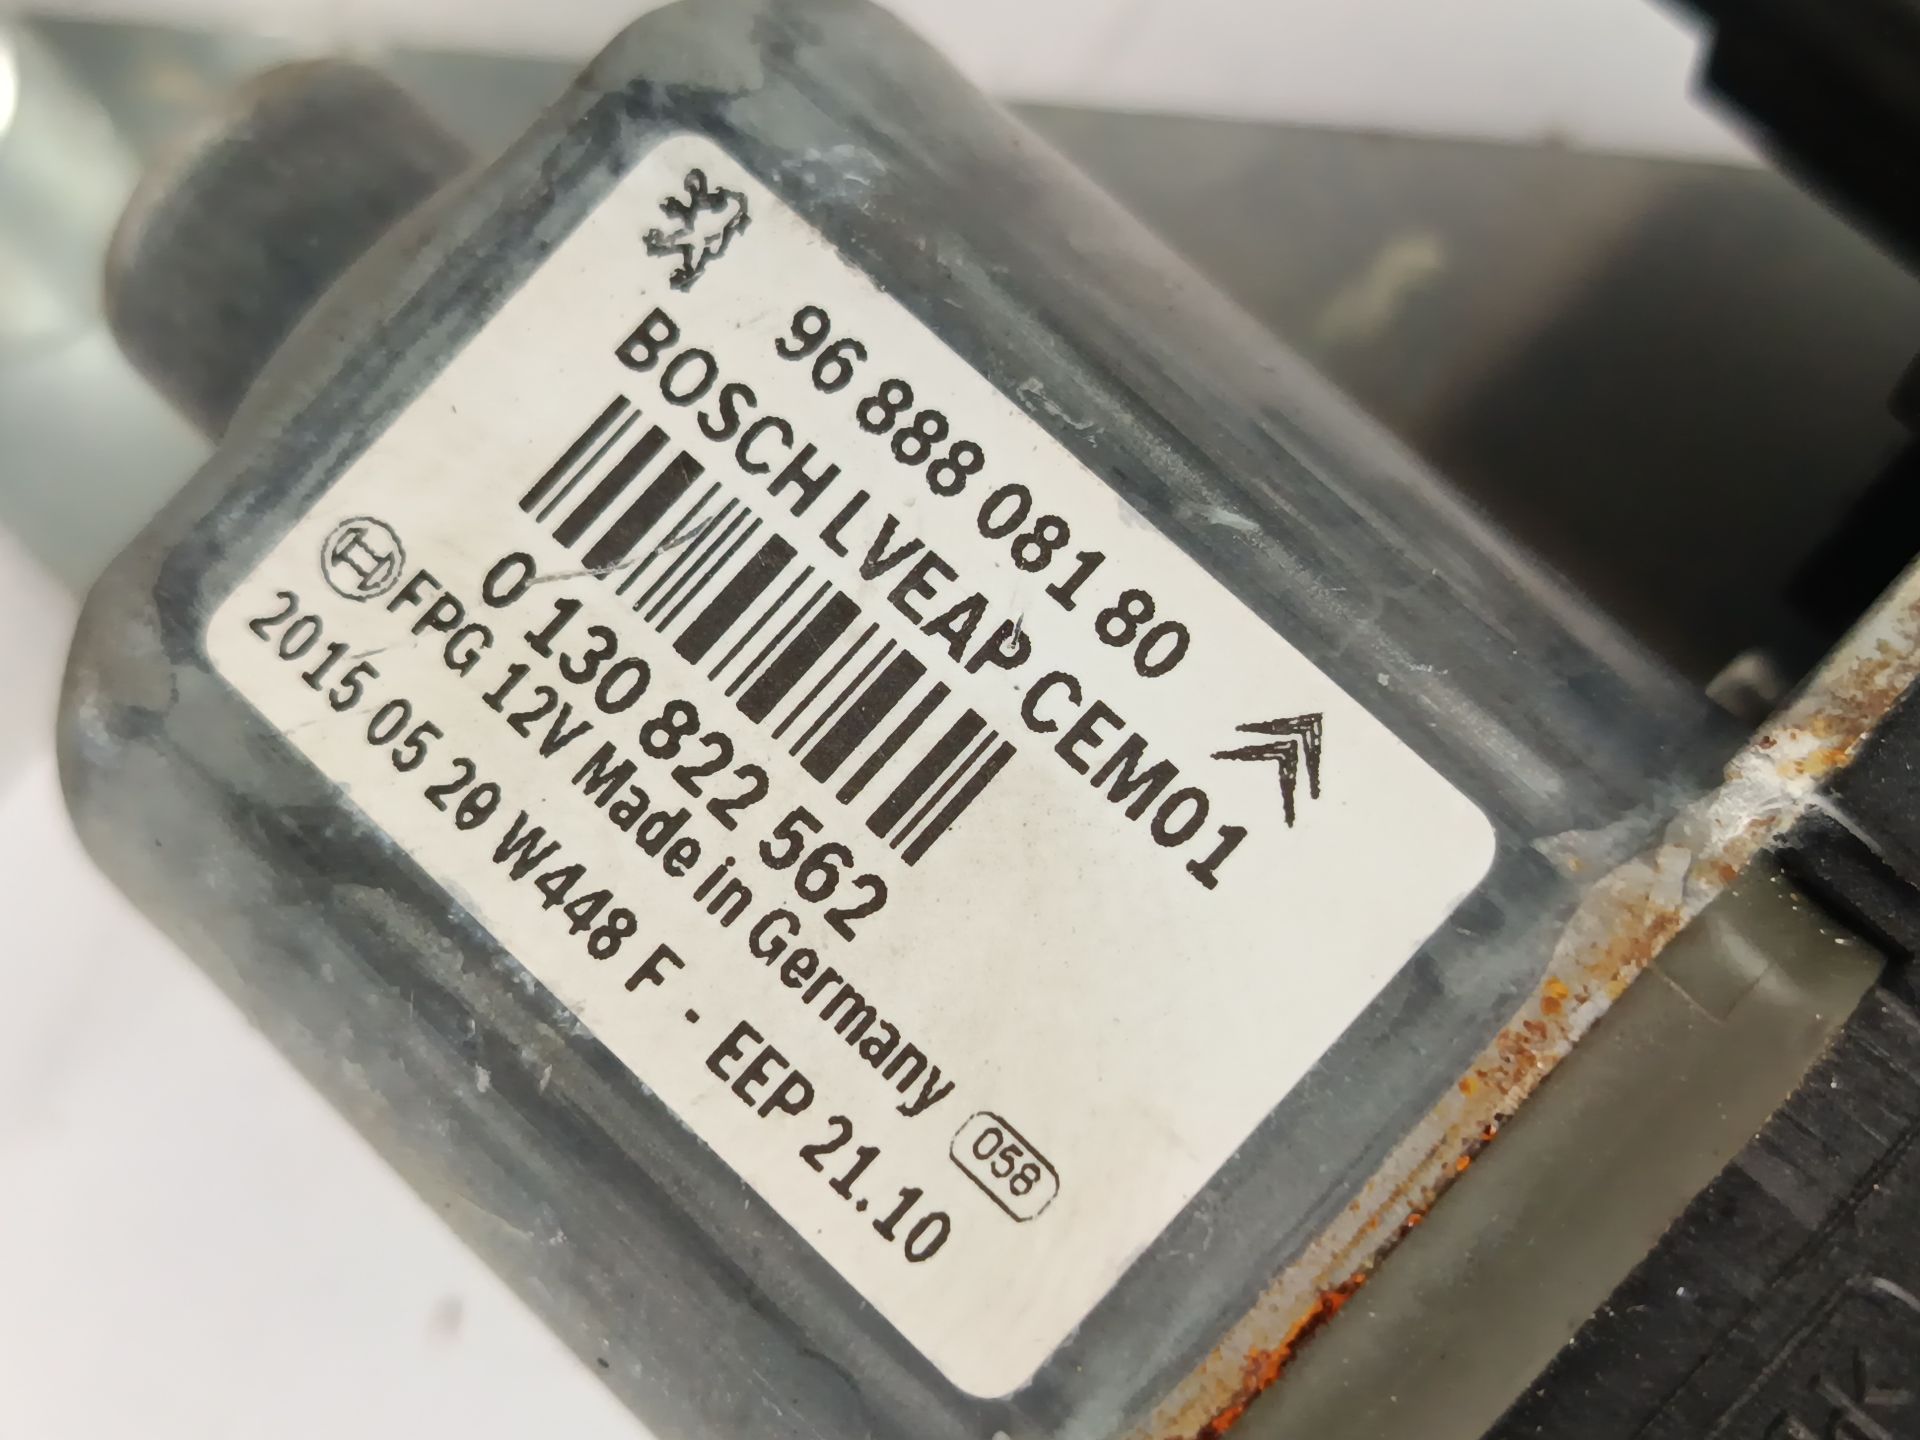 96 888 081 80
BOSCH LVEAP CEM01
0 130 822 562
FPG 12V Made in Germany 058
2015 05 20 W448 F - EEP 21.10